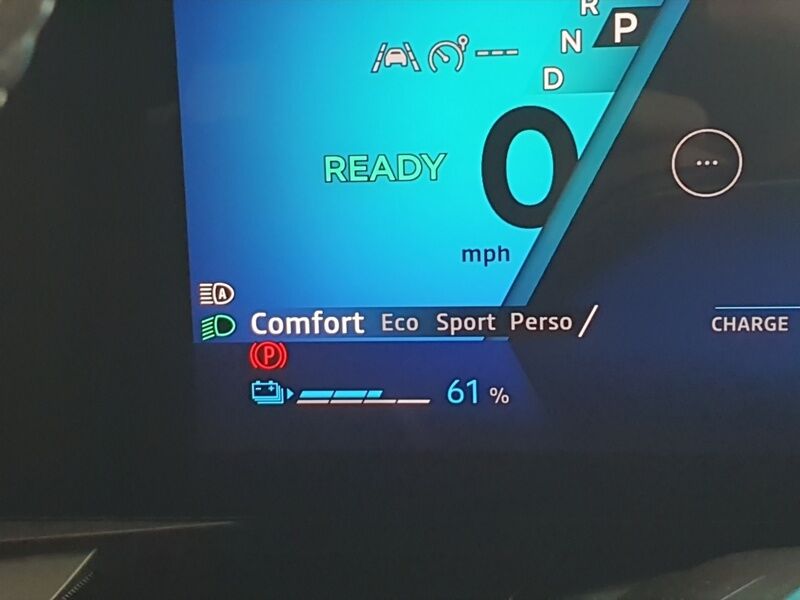 R
P
N
D
READY
0
mph
A
Comfort Eco Sport Perso
CHARGE
P
61 %